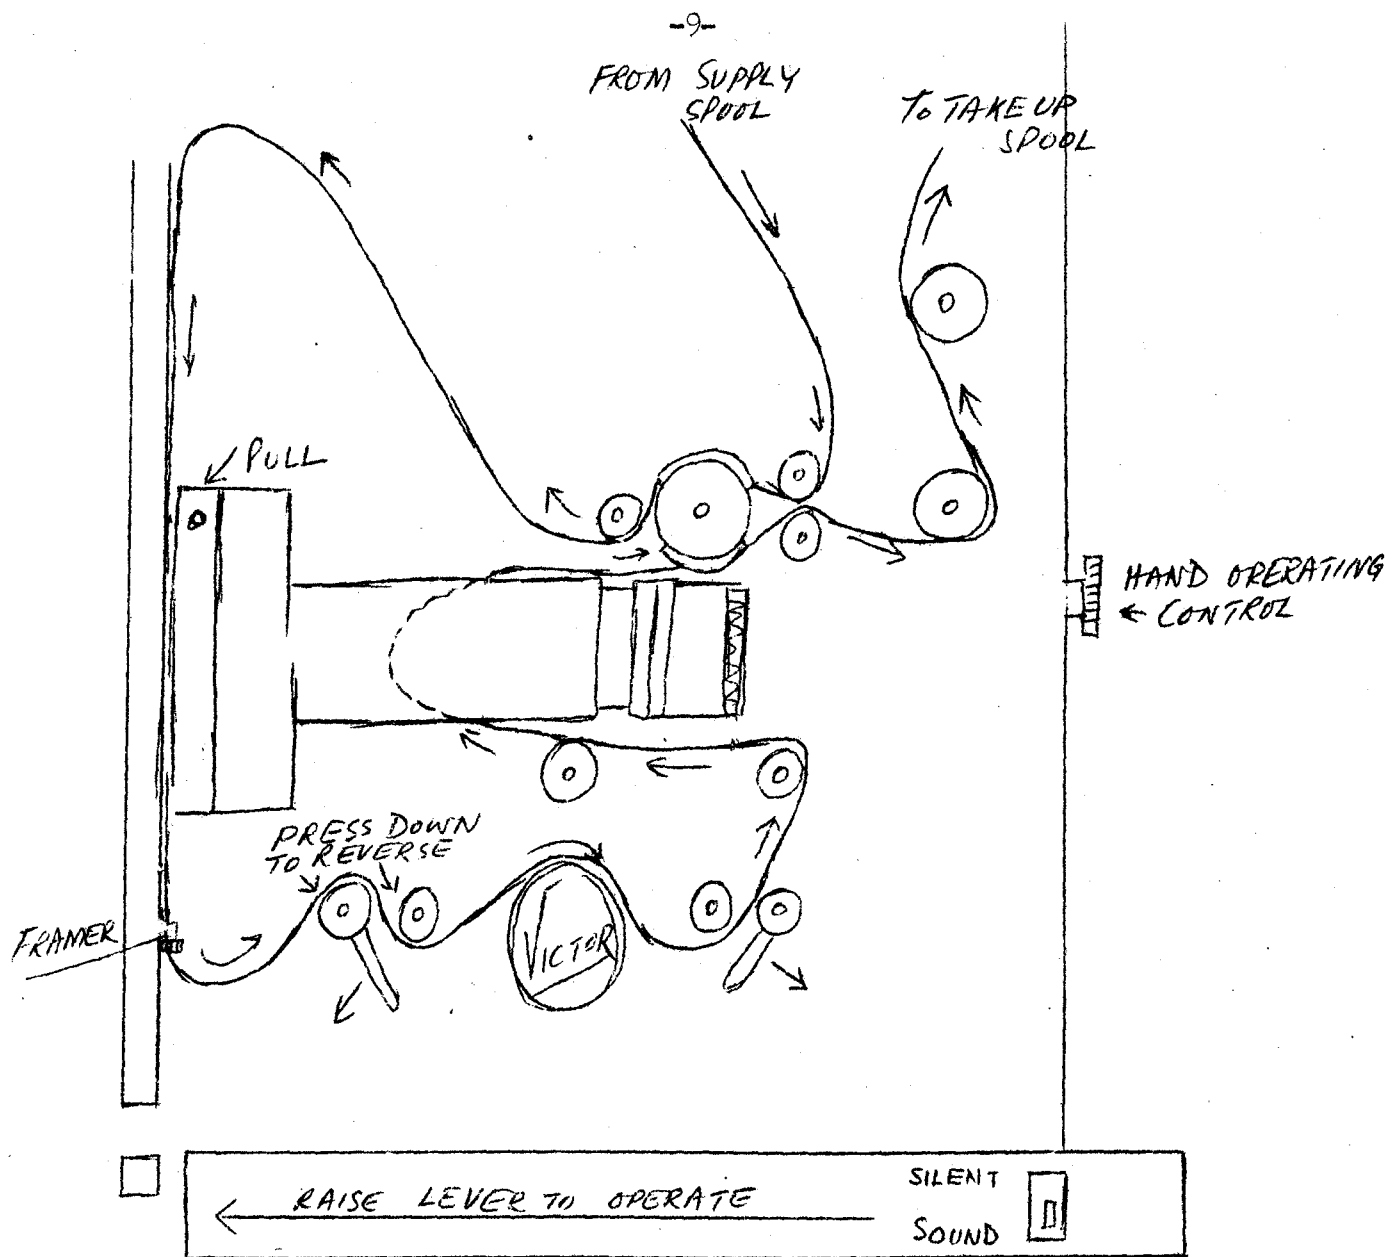 -9-
FROM SUPPLY
SPOOL
TO TAKE UP
SPOOL
PULL
HAND OPERATING
CONTROL
PRESS DOWN
TO REVERSE
FRAMER
VICTOR
RAISE LEVER TO OPERATE
SILENT
SOUND